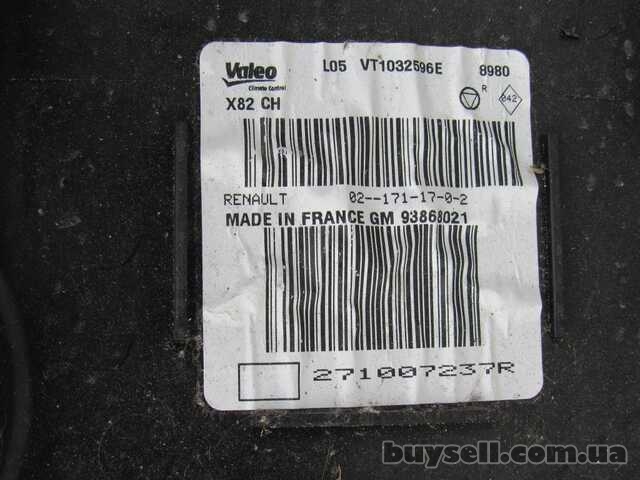 Valeo L05 VT1032596E 8980
Climate Control
X82 CH R 042
RENAULT 02--171-17-0-2
MADE IN FRANCE GM 93868021
271007237R
buysell.com.ua